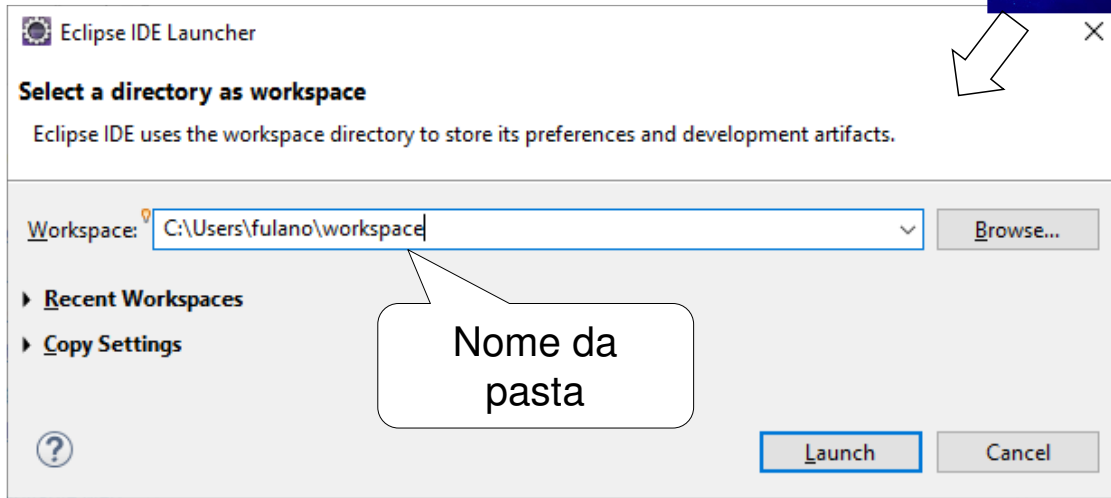 Eclipse IDE Launcher
Select a directory as workspace
Eclipse IDE uses the workspace directory to store its preferences and development artifacts.
Workspace: C:\Users\fulano\workspace Browse...
Recent Workspaces
Copy Settings
Nome da
pasta
? Launch Cancel